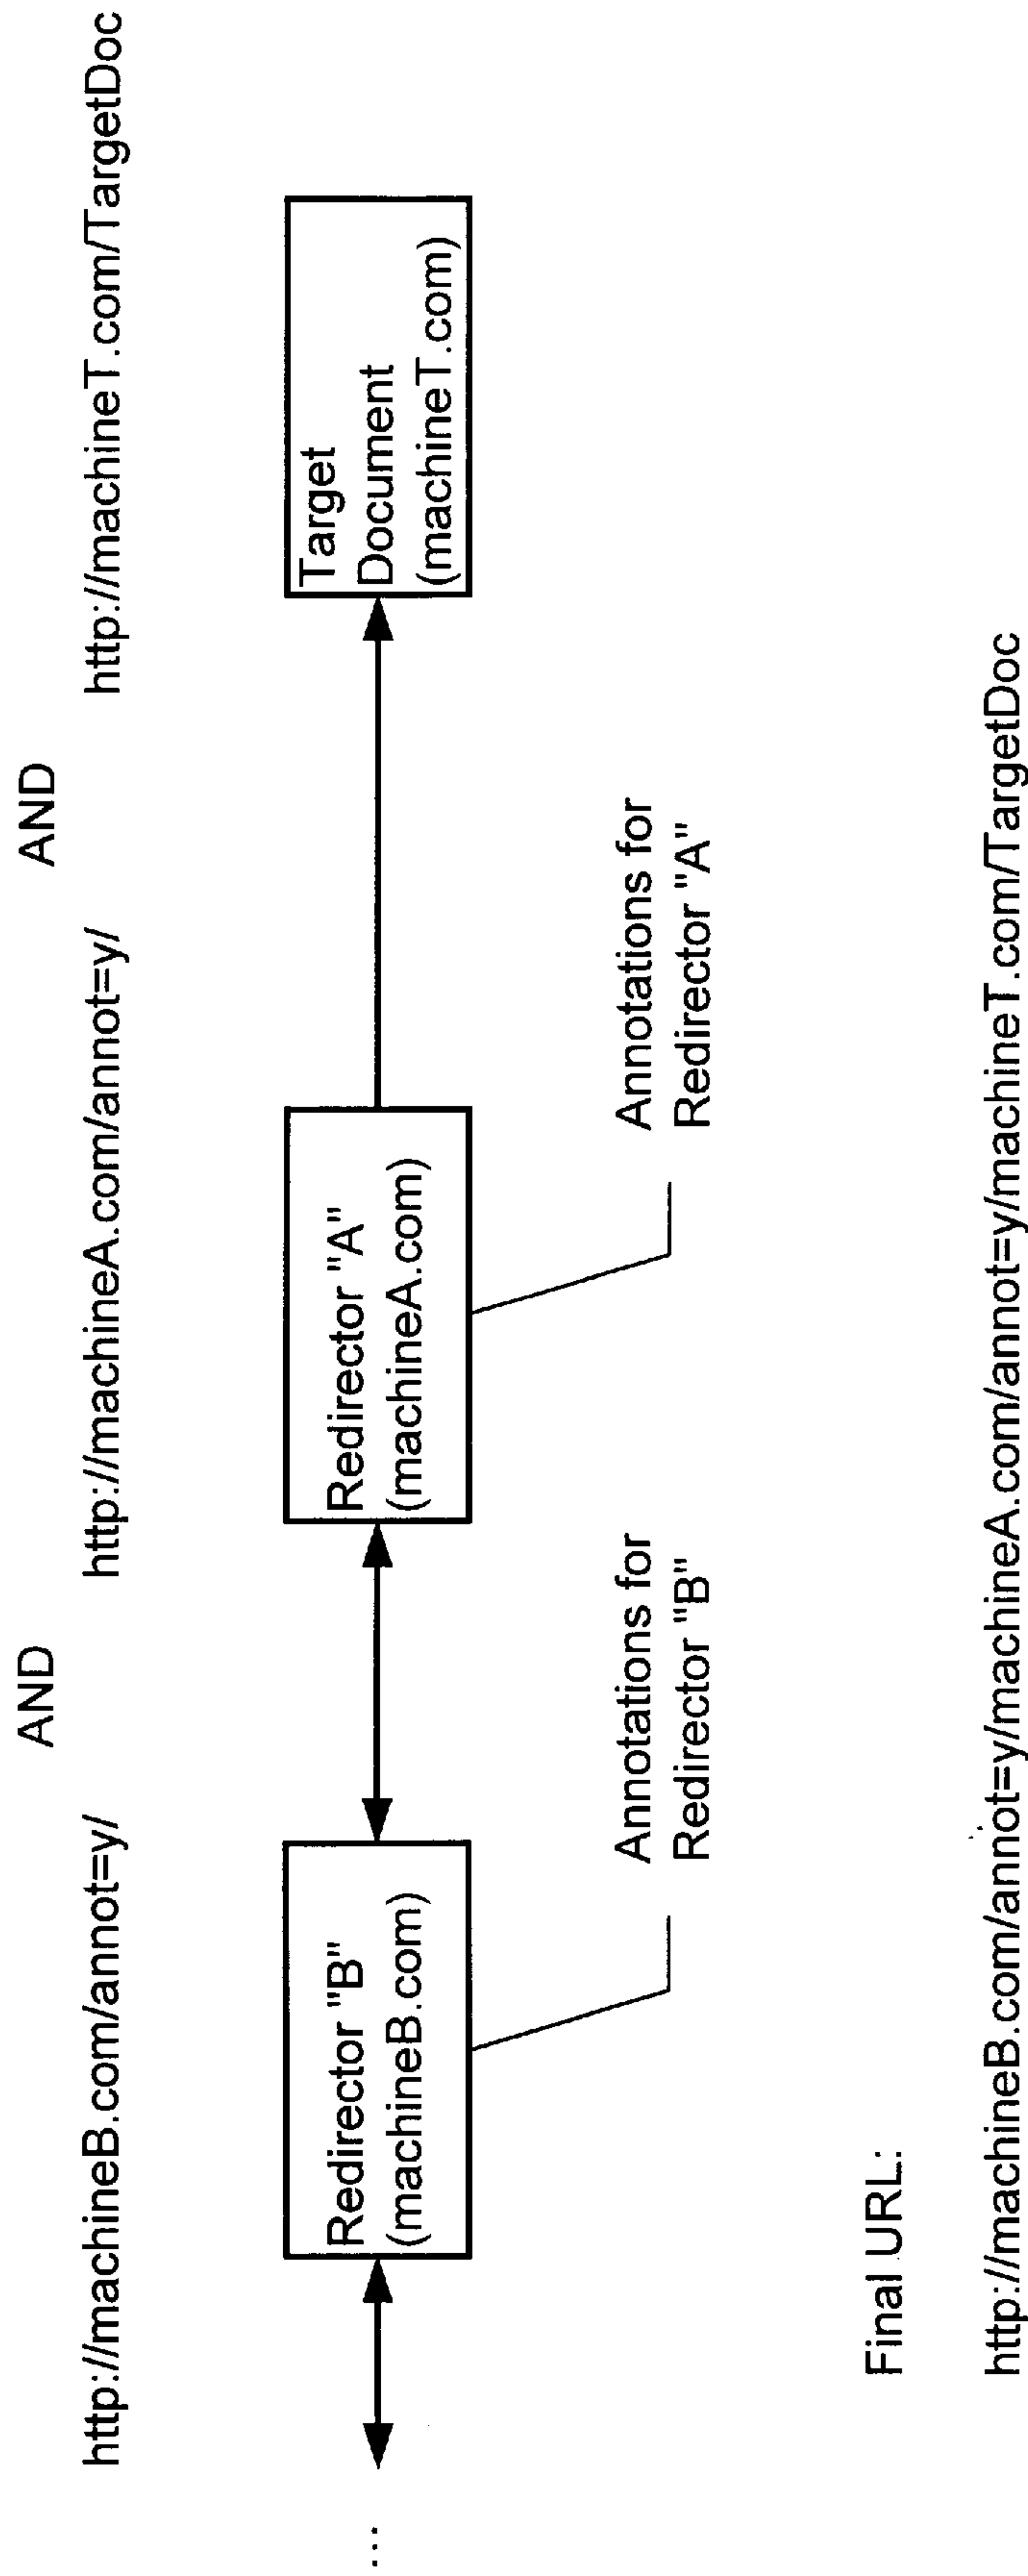 AND
AND
http://machineB.com/annot=y/
http://machineA.com/annot=y/
http://machineT.com/TargetDoc
...
Redirector "B"
(machineB.com)
Redirector "A"
(machineA.com)
Target
Document
(machineT.com)
Annotations for
Redirector "B"
Annotations for
Redirector "A"
Final URL:
http://machineB.com/annot=y/machineA.com/annot=y/machineT.com/TargetDoc